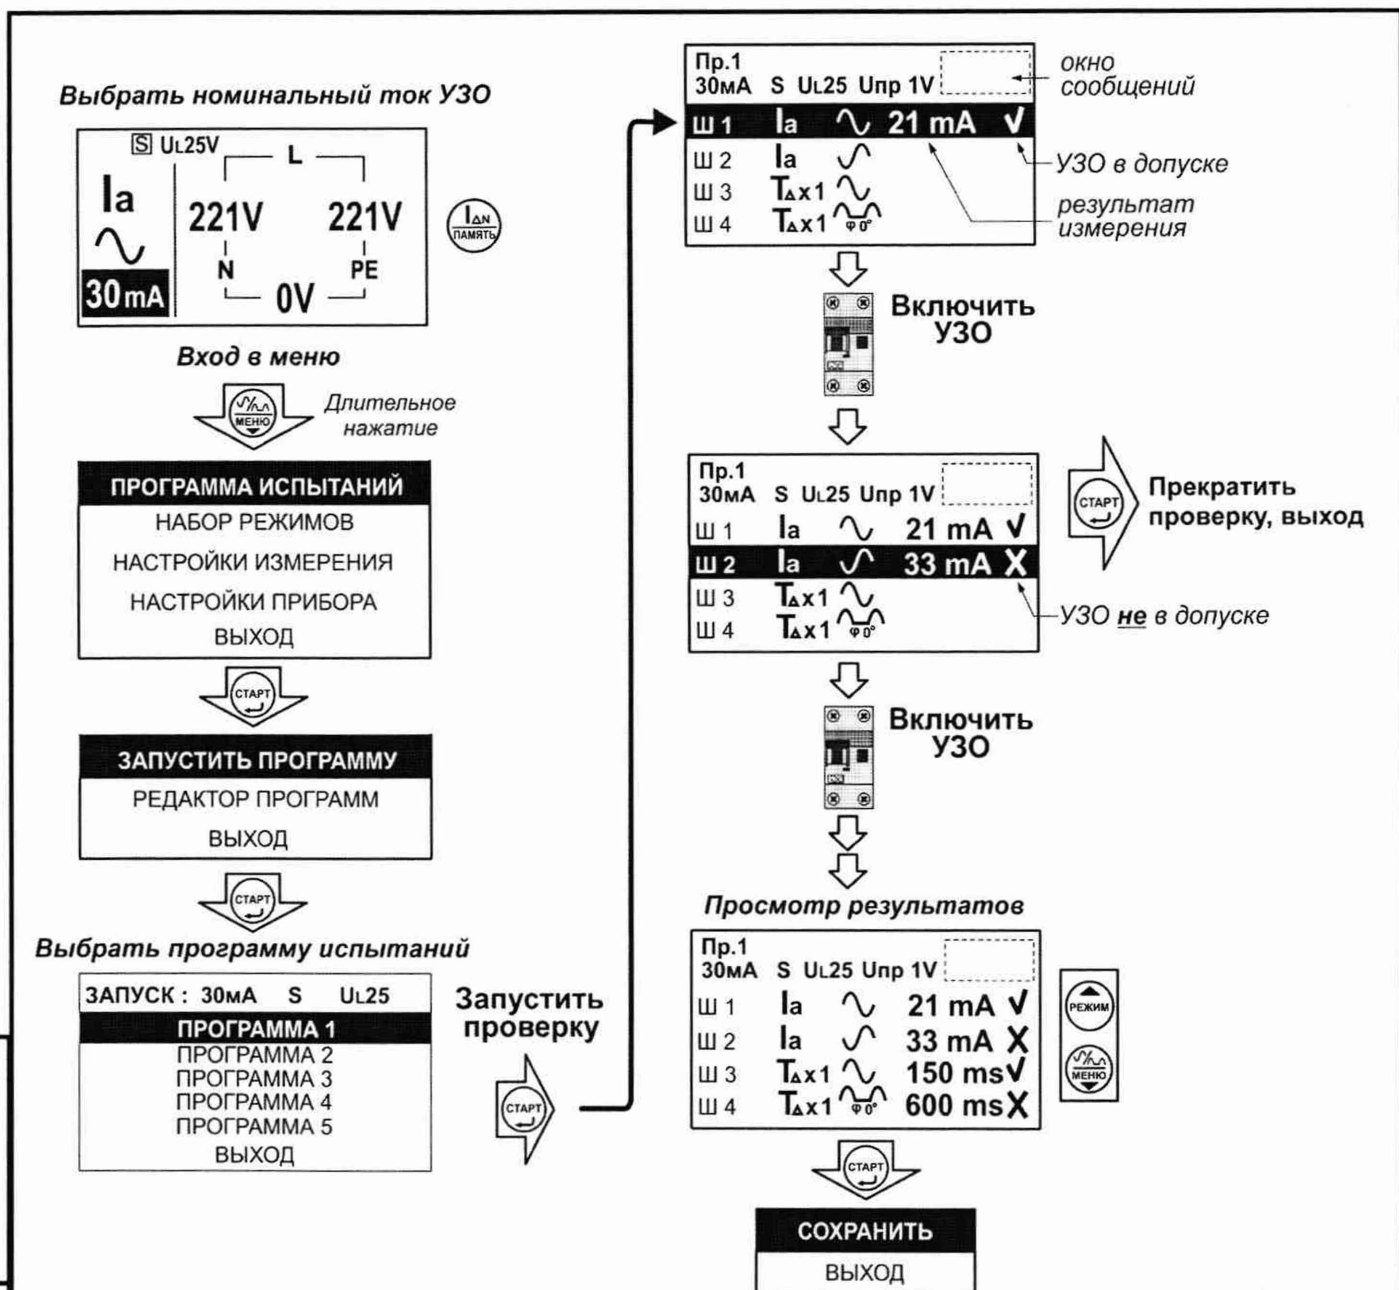 Выбрать номинальный ток УЗО
S UL25V
L
Ia
221V 221V
N PE
30mA
0V
IΔN
ПАМЯТЬ
Вход в меню
МЕНЮ
Длительное
нажатие
ПРОГРАММА ИСПЫТАНИЙ
НАБОР РЕЖИМОВ
НАСТРОЙКИ ИЗМЕРЕНИЯ
НАСТРОЙКИ ПРИБОРА
ВЫХОД
СТАРТ
ЗАПУСТИТЬ ПРОГРАММУ
РЕДАКТОР ПРОГРАММ
ВЫХОД
СТАРТ
Выбрать программу испытаний
ЗАПУСК : 30мА S UL25
ПРОГРАММА 1
ПРОГРАММА 2
ПРОГРАММА 3
ПРОГРАММА 4
ПРОГРАММА 5
ВЫХОД
Запустить
проверку
СТАРТ
Пр.1
30мА S UL25 Uпр 1V
Ш 1 Ia 21 mA ✓
Ш 2 Ia
Ш 3 TΔx1
Ш 4 TΔx1 φ 0°
окно
сообщений
УЗО в допуске
результат
измерения
Включить
УЗО
Пр.1
30мА S UL25 Uпр 1V
Ш 1 Ia 21 mA ✓
Ш 2 Ia 33 mA X
Ш 3 TΔx1
Ш 4 TΔx1 φ 0°
СТАРТ
Прекратить
проверку, выход
УЗО не в допуске
Включить
УЗО
Просмотр результатов
Пр.1
30мА S UL25 Uпр 1V
Ш 1 Ia 21 mA ✓
Ш 2 Ia 33 mA X
Ш 3 TΔx1 150 ms ✓
Ш 4 TΔx1 φ 0° 600 ms X
РЕЖИМ
МЕНЮ
СТАРТ
СОХРАНИТЬ
ВЫХОД